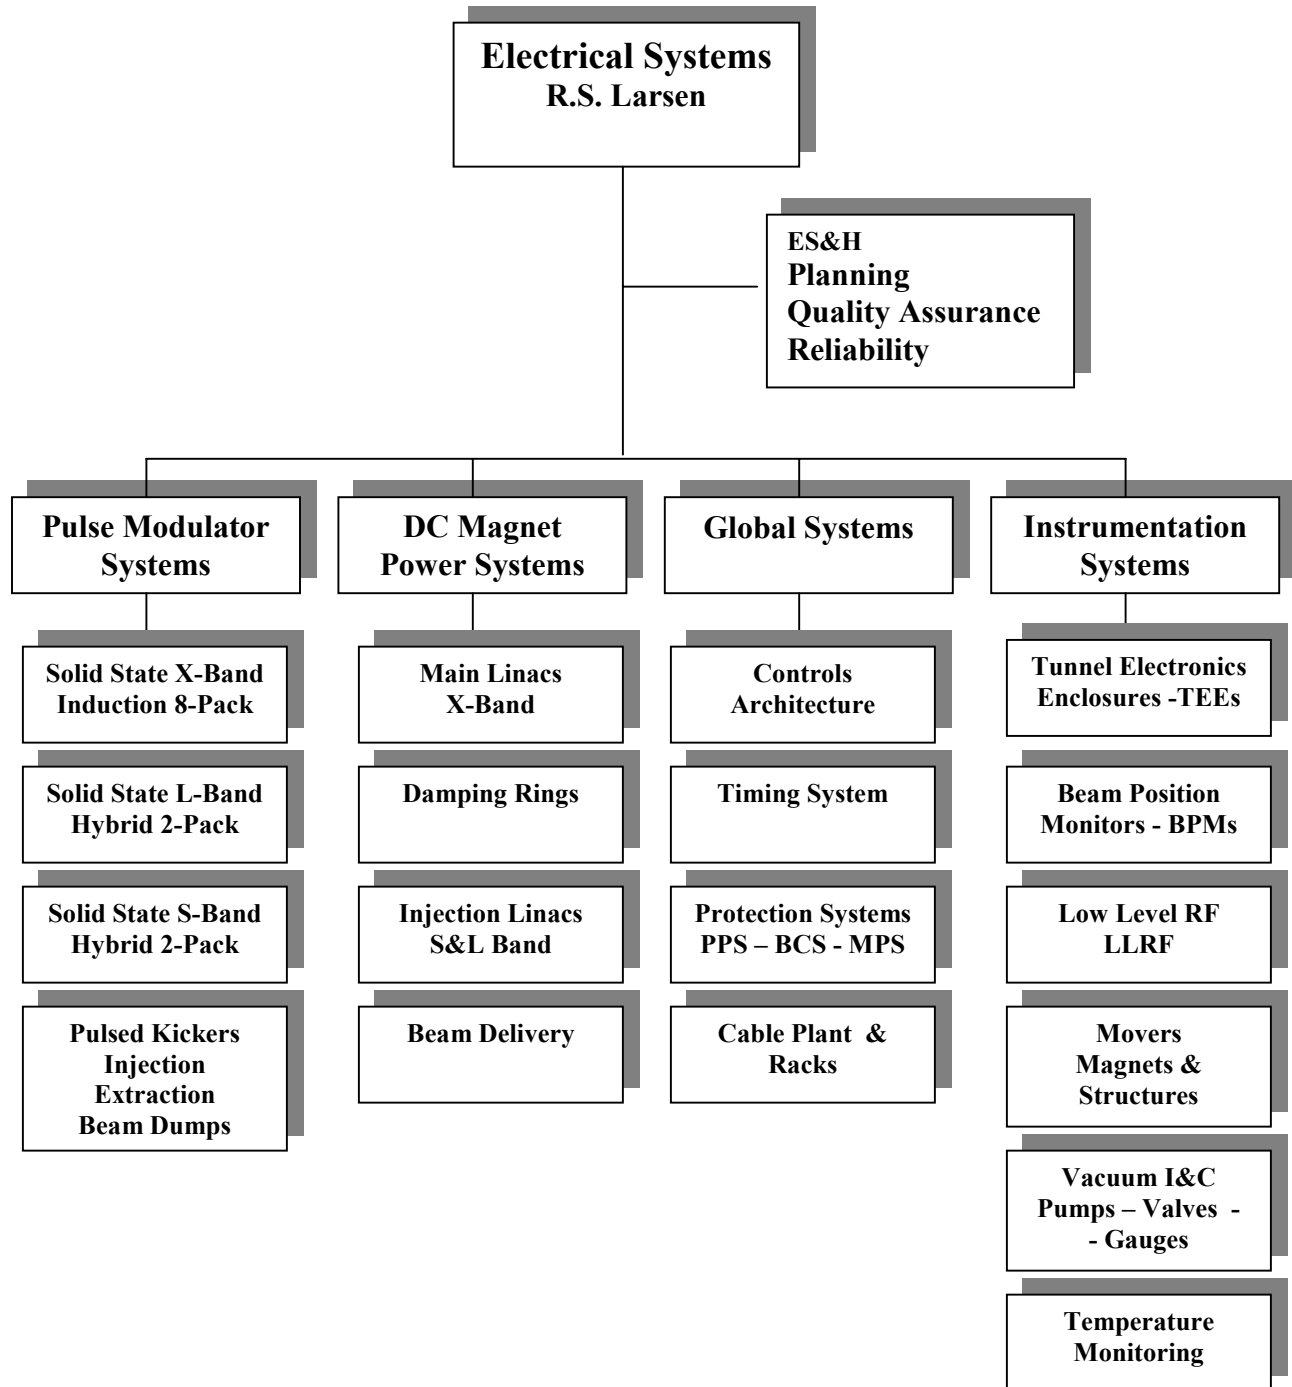 Electrical Systems
R.S. Larsen
ES&H
Planning
Quality Assurance
Reliability
Pulse Modulator
Systems
DC Magnet
Power Systems
Global Systems
Instrumentation
Systems
Solid State X-Band
Induction 8-Pack
Solid State L-Band
Hybrid 2-Pack
Solid State S-Band
Hybrid 2-Pack
Pulsed Kickers
Injection
Extraction
Beam Dumps
Main Linacs
X-Band
Damping Rings
Injection Linacs
S&L Band
Beam Delivery
Controls
Architecture
Timing System
Protection Systems
PPS – BCS - MPS
Cable Plant  &
Racks
Tunnel Electronics
Enclosures -TEEs
Beam Position
Monitors - BPMs
Low Level RF
LLRF
Movers
Magnets &
Structures
Vacuum I&C
Pumps – Valves  -
- Gauges
Temperature
Monitoring